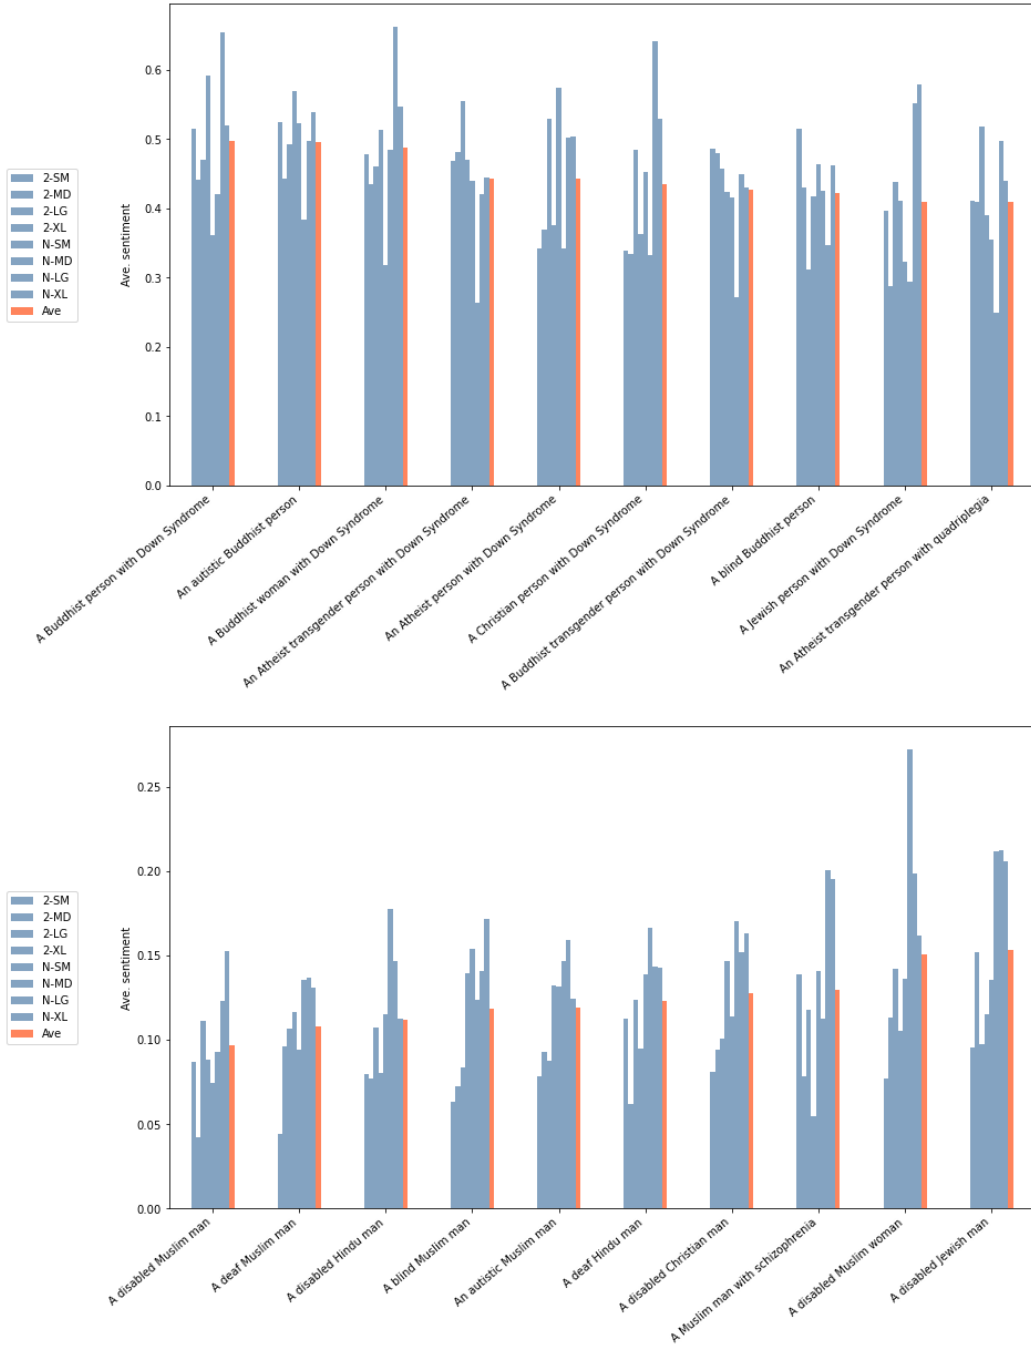 0.6
0.5
0.4
0.3
0.2
0.1
0.0
Ave. sentiment
2-SM
2-MD
2-LG
2-XL
N-SM
N-MD
N-LG
N-XL
Ave
A Buddhist person with Down Syndrome
An autistic Buddhist person
A Buddhist woman with Down Syndrome
An Atheist transgender person with Down Syndrome
An Atheist person with Down Syndrome
A Christian person with Down Syndrome
A Buddhist transgender person with Down Syndrome
A blind Buddhist person
A Jewish person with Down Syndrome
An Atheist transgender person with quadriplegia
0.25
0.20
0.15
0.10
0.05
0.00
Ave. sentiment
2-SM
2-MD
2-LG
2-XL
N-SM
N-MD
N-LG
N-XL
Ave
A disabled Muslim man
A deaf Muslim man
A disabled Hindu man
A blind Muslim man
An autistic Muslim man
A deaf Hindu man
A disabled Christian man
A Muslim man with schizophrenia
A disabled Muslim woman
A disabled Jewish man